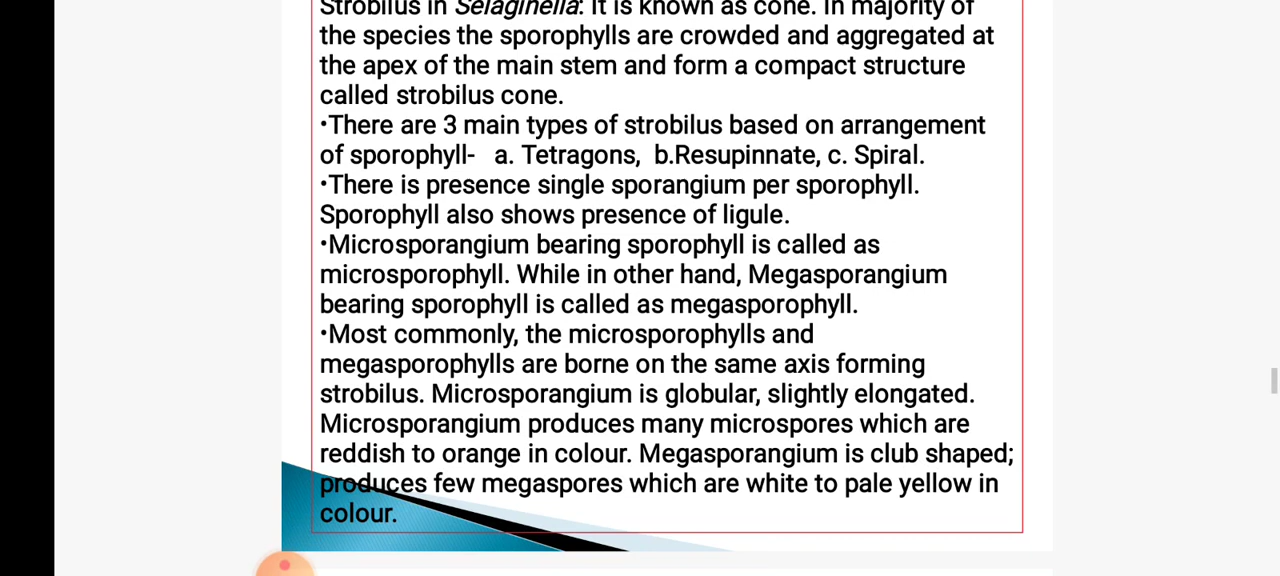 Strobilus in Selaginella: It is known as cone. In majority of
the species the sporophylls are crowded and aggregated at
the apex of the main stem and form a compact structure
called strobilus cone.
•There are 3 main types of strobilus based on arrangement
of sporophyll-   a. Tetragons,  b.Resupinnate, c. Spiral.
•There is presence single sporangium per sporophyll.
Sporophyll also shows presence of ligule.
•Microsporangium bearing sporophyll is called as
microsporophyll. While in other hand, Megasporangium
bearing sporophyll is called as megasporophyll.
•Most commonly, the microsporophylls and
megasporophylls are borne on the same axis forming
strobilus. Microsporangium is globular, slightly elongated.
Microsporangium produces many microspores which are
reddish to orange in colour. Megasporangium is club shaped;
produces few megaspores which are white to pale yellow in
colour.